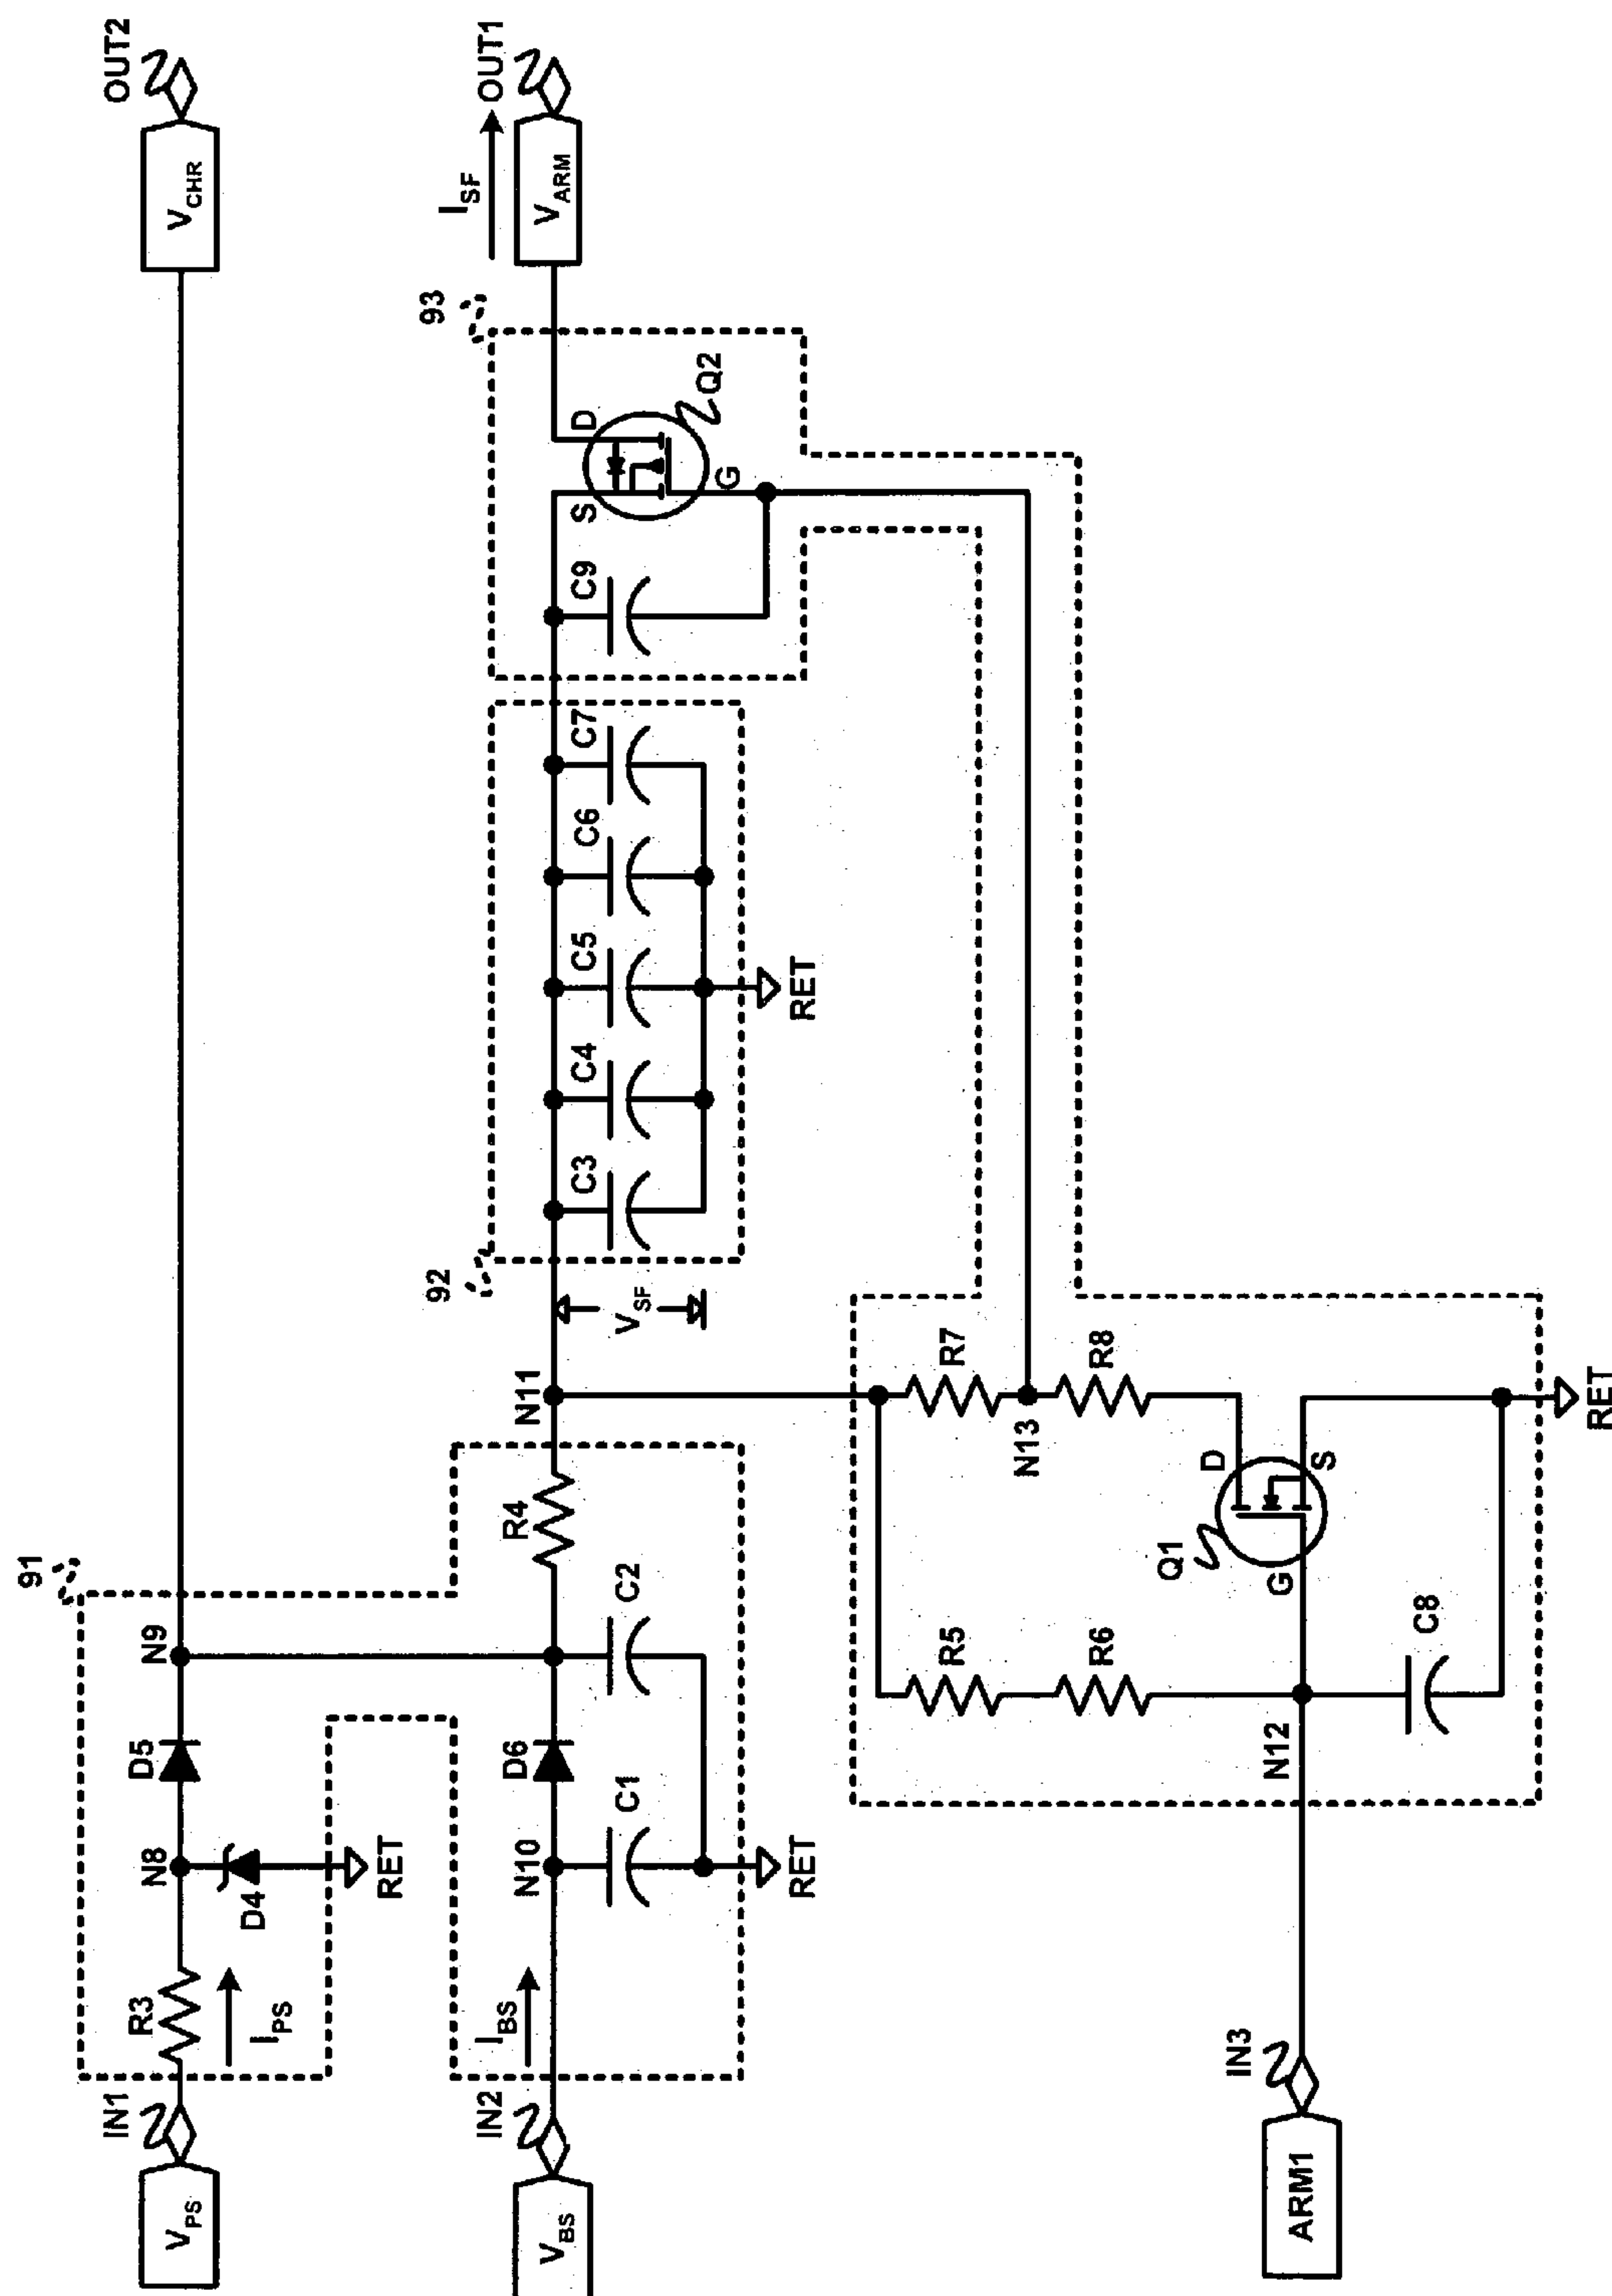 OUT2
V_CHR
OUT1
I_SF
V_ARM
93
D
Q2
S
G
C9
C7
C6
C5
C4
C3
RET
92
V_SF
N11
R7
R8
N13
91
R4
N9
C2
D5
D6
N8
D4
RET
N10
C1
RET
R3
I_PS
I_BS
IN1
V_PS
IN2
V_BS
R5
R6
D
S
Q1
G
C8
RET
N12
IN3
ARM1